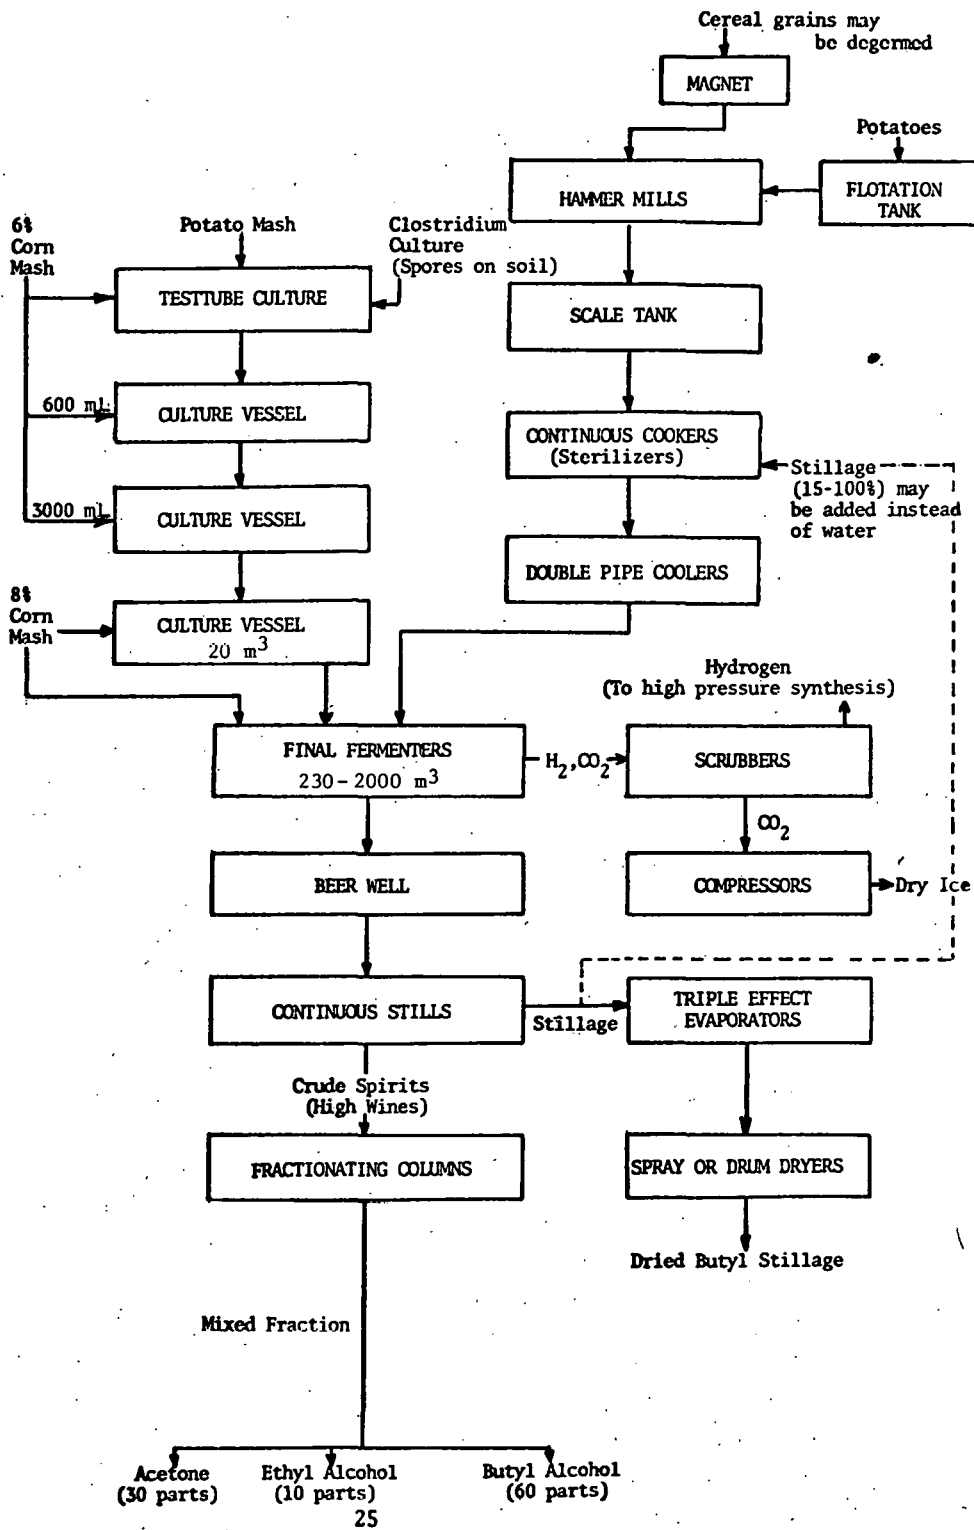 Cereal grains may
be degermed
MAGNET
Potatoes
HAMMER MILLS
FLOTATION
TANK
6%
Corn
Mash
Potato Mash
Clostridium
Culture
(Spores on soil)
TESTTUBE CULTURE
SCALE TANK
600 ml
CULTURE VESSEL
CONTINUOUS COOKERS
(Sterilizers)
Stillage
(15-100%) may
be added instead
of water
3000 ml
CULTURE VESSEL
DOUBLE PIPE COOLERS
8%
Corn
Mash
CULTURE VESSEL
20 m³
Hydrogen
(To high pressure synthesis)
FINAL FERMENTERS
230-2000 m³
H₂,CO₂
SCRUBBERS
CO₂
BEER WELL
COMPRESSORS
Dry Ice
CONTINUOUS STILLS
Stillage
TRIPLE EFFECT
EVAPORATORS
Crude Spirits
(High Wines)
FRACTIONATING COLUMNS
SPRAY OR DRUM DRYERS
Dried Butyl Stillage
Mixed Fraction
Acetone
(30 parts)
Ethyl Alcohol
(10 parts)
Butyl Alcohol
(60 parts)
25